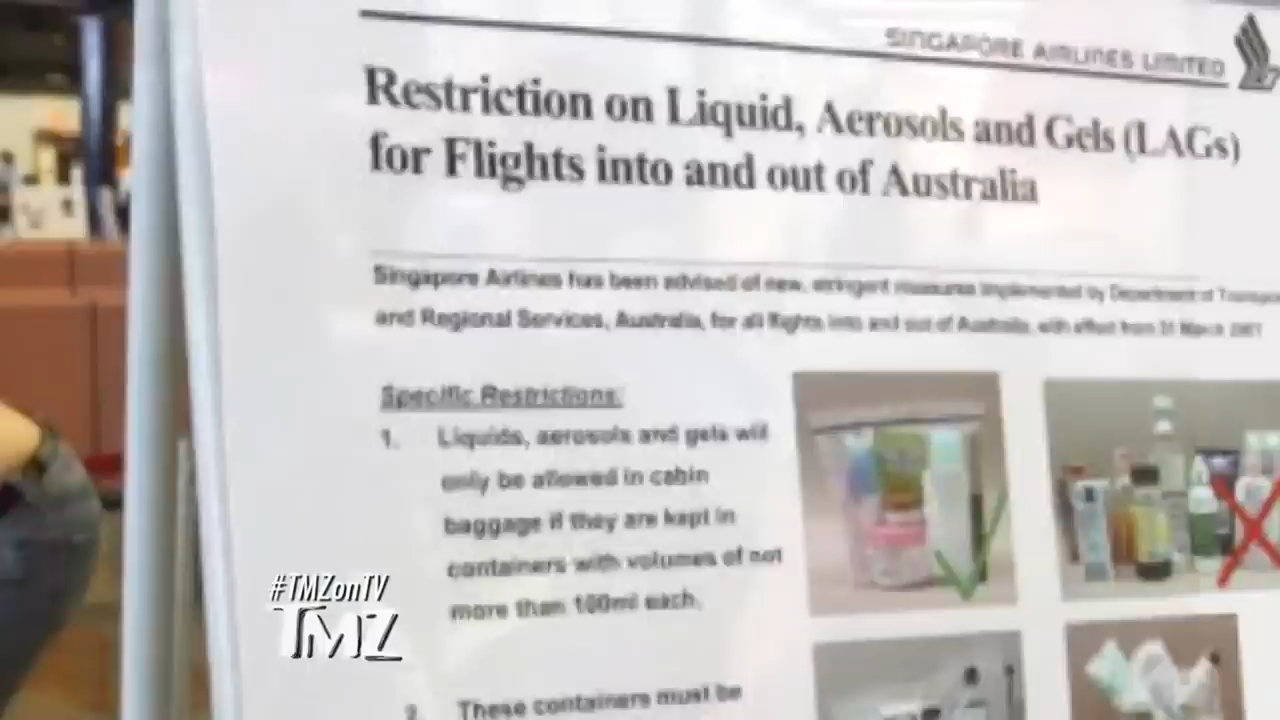 SINGAPORE AIRLINES LIMITED
Restriction on Liquid, Aerosols and Gels (LAGs)
for Flights into and out of Australia
Singapore Airlines has been advised of new, stringent measures implemented by Department of Transpo
and Regional Services, Australia, for all flights into and out of Australia, with effect from 31 March 2007
Specific Restrictions:
1. Liquids, aerosols and gels will
only be allowed in cabin
baggage if they are kept in
containers with volumes of not
more than 100ml each.
2. These containers must be
#TMZonTV
TMZ